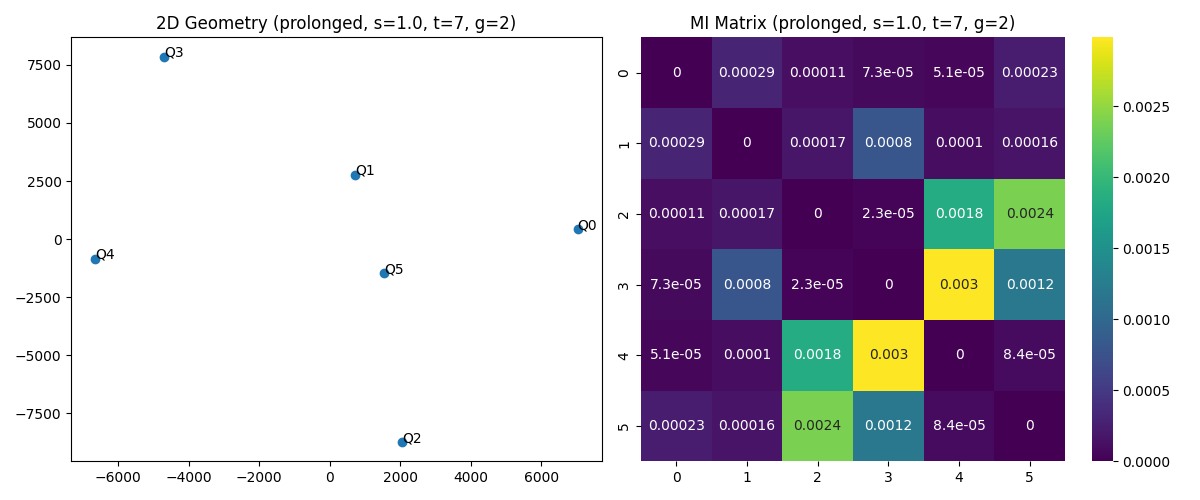 2D Geometry (prolonged, s=1.0, t=7, g=2)
7500
5000
2500
0
−2500
−5000
−7500
−6000 −4000 −2000 0 2000 4000 6000
Q3
Q1
Q0
Q4
Q5
Q2
MI Matrix (prolonged, s=1.0, t=7, g=2)
0 0 0.00029 0.00011 7.3e-05 5.1e-05 0.00023
1 0.00029 0 0.00017 0.0008 0.0001 0.00016
2 0.00011 0.00017 0 2.3e-05 0.0018 0.0024
3 7.3e-05 0.0008 2.3e-05 0 0.003 0.0012
4 5.1e-05 0.0001 0.0018 0.003 0 8.4e-05
5 0.00023 0.00016 0.0024 0.0012 8.4e-05 0
0 1 2 3 4 5
0.0025
0.0020
0.0015
0.0010
0.0005
0.0000